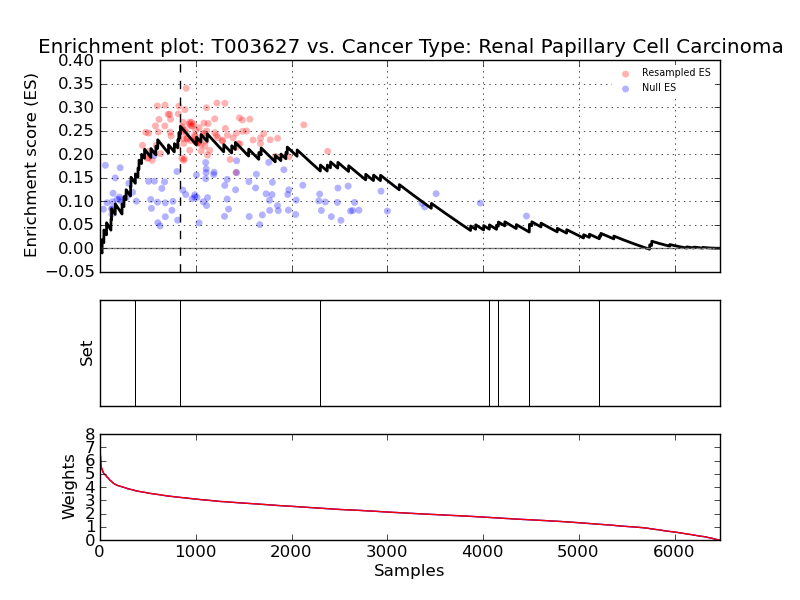 Enrichment plot: T003627 vs. Cancer Type: Renal Papillary Cell Carcinoma
0.40
0.35
0.30
0.25
0.20
0.15
0.10
0.05
0.00
−0.05
Enrichment score (ES)
Resampled ES
Null ES
Set
8
7
6
5
4
3
2
1
0
Weights
0 1000 2000 3000 4000 5000 6000
Samples